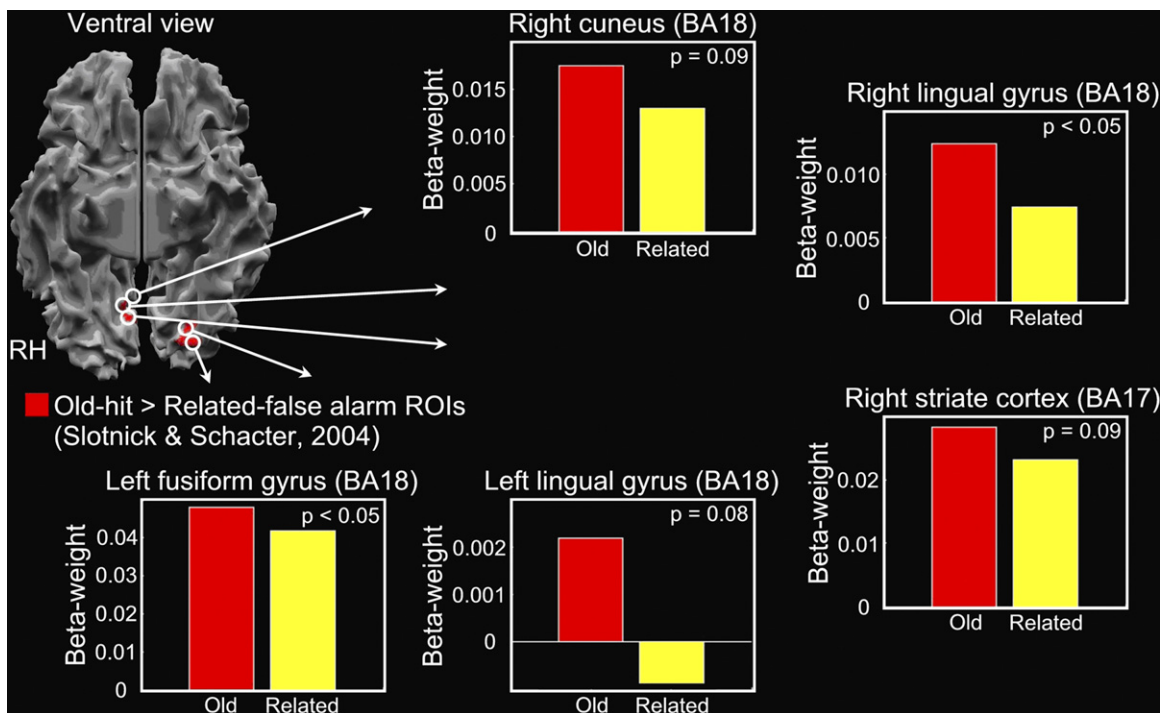 Ventral view
RH
Old-hit > Related-false alarm ROIs
(Slotnick & Schacter, 2004)
Right cuneus (BA18)
p = 0.09
Beta-weight
0.015
0.010
0.005
0
Old Related
Right lingual gyrus (BA18)
p < 0.05
Beta-weight
0.010
0.005
0
Old Related
Right striate cortex (BA17)
p = 0.09
Beta-weight
0.02
0.01
0
Old Related
Left fusiform gyrus (BA18)
p < 0.05
Beta-weight
0.04
0.04
0.03
0.02
0.01
0
Old Related
Left lingual gyrus (BA18)
p = 0.08
Beta-weight
0.002
0.001
0
Old Related